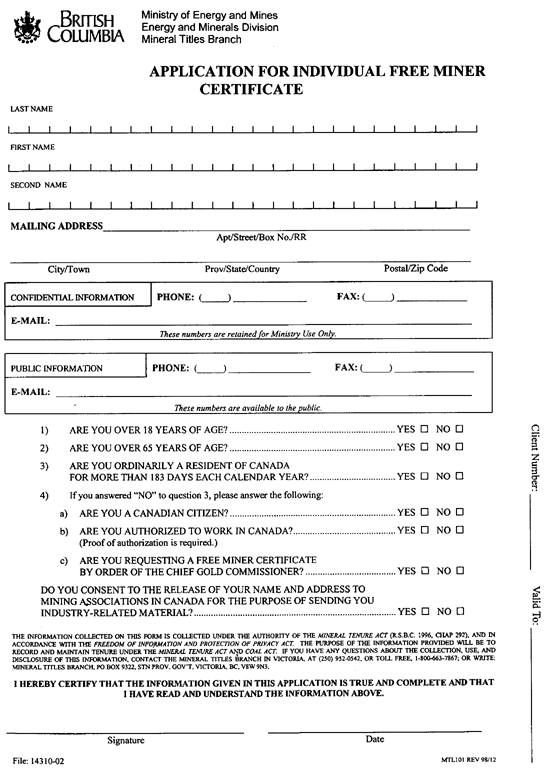 BRITISH
COLUMBIA
Ministry of Energy and Mines
Energy and Minerals Division
Mineral Titles Branch
APPLICATION FOR INDIVIDUAL FREE MINER
CERTIFICATE
LAST NAME
FIRST NAME
SECOND NAME
MAILING ADDRESS
Apt/Street/Box No./RR
City/Town Prov/State/Country Postal/Zip Code
CONFIDENTIAL INFORMATION PHONE: (____) ____________ FAX: (____) ____________
E-MAIL:
These numbers are retained for Ministry Use Only.
PUBLIC INFORMATION PHONE: (____) ____________ FAX: (____) ____________
E-MAIL:
These numbers are available to the public.
1) ARE YOU OVER 18 YEARS OF AGE? YES ☐ NO ☐
2) ARE YOU OVER 65 YEARS OF AGE? YES ☐ NO ☐
3) ARE YOU ORDINARILY A RESIDENT OF CANADA
FOR MORE THAN 183 DAYS EACH CALENDAR YEAR? YES ☐ NO ☐
4) If you answered "NO" to question 3, please answer the following:
a) ARE YOU A CANADIAN CITIZEN? YES ☐ NO ☐
b) ARE YOU AUTHORIZED TO WORK IN CANADA? YES ☐ NO ☐
(Proof of authorization is required.)
c) ARE YOU REQUESTING A FREE MINER CERTIFICATE
BY ORDER OF THE CHIEF GOLD COMMISSIONER? YES ☐ NO ☐
DO YOU CONSENT TO THE RELEASE OF YOUR NAME AND ADDRESS TO
MINING ASSOCIATIONS IN CANADA FOR THE PURPOSE OF SENDING YOU
INDUSTRY-RELATED MATERIAL? YES ☐ NO ☐
THE INFORMATION COLLECTED ON THIS FORM IS COLLECTED UNDER THE AUTHORITY OF THE MINERAL TENURE ACT (R.S.B.C. 1996, CHAP 292), AND IN
ACCORDANCE WITH THE FREEDOM OF INFORMATION AND PROTECTION OF PRIVACY ACT. THE PURPOSE OF THE INFORMATION PROVIDED WILL BE TO
RECORD AND MAINTAIN TENURE UNDER THE MINERAL TENURE ACT AND COAL ACT. IF YOU HAVE ANY QUESTIONS ABOUT THE COLLECTION, USE, AND
DISCLOSURE OF THIS INFORMATION, CONTACT THE MINERAL TITLES BRANCH IN VICTORIA, AT (250) 952-0542, OR TOLL FREE, 1-800-663-7867; OR WRITE:
MINERAL TITLES BRANCH, PO BOX 9322, STN PROV. GOV'T, VICTORIA, BC, V8W 9N3.
I HEREBY CERTIFY THAT THE INFORMATION GIVEN IN THIS APPLICATION IS TRUE AND COMPLETE AND THAT
I HAVE READ AND UNDERSTAND THE INFORMATION ABOVE.
Signature Date
File: 14310-02 MTL101 REV 98/12
Client Number:
Valid To: